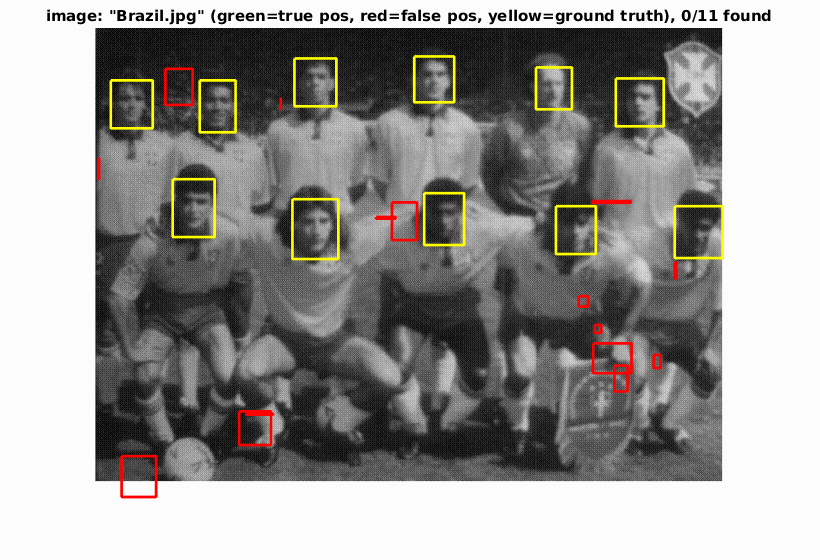 image: "Brazil.jpg" (green=true pos, red=false pos, yellow=ground truth), 0/11 found